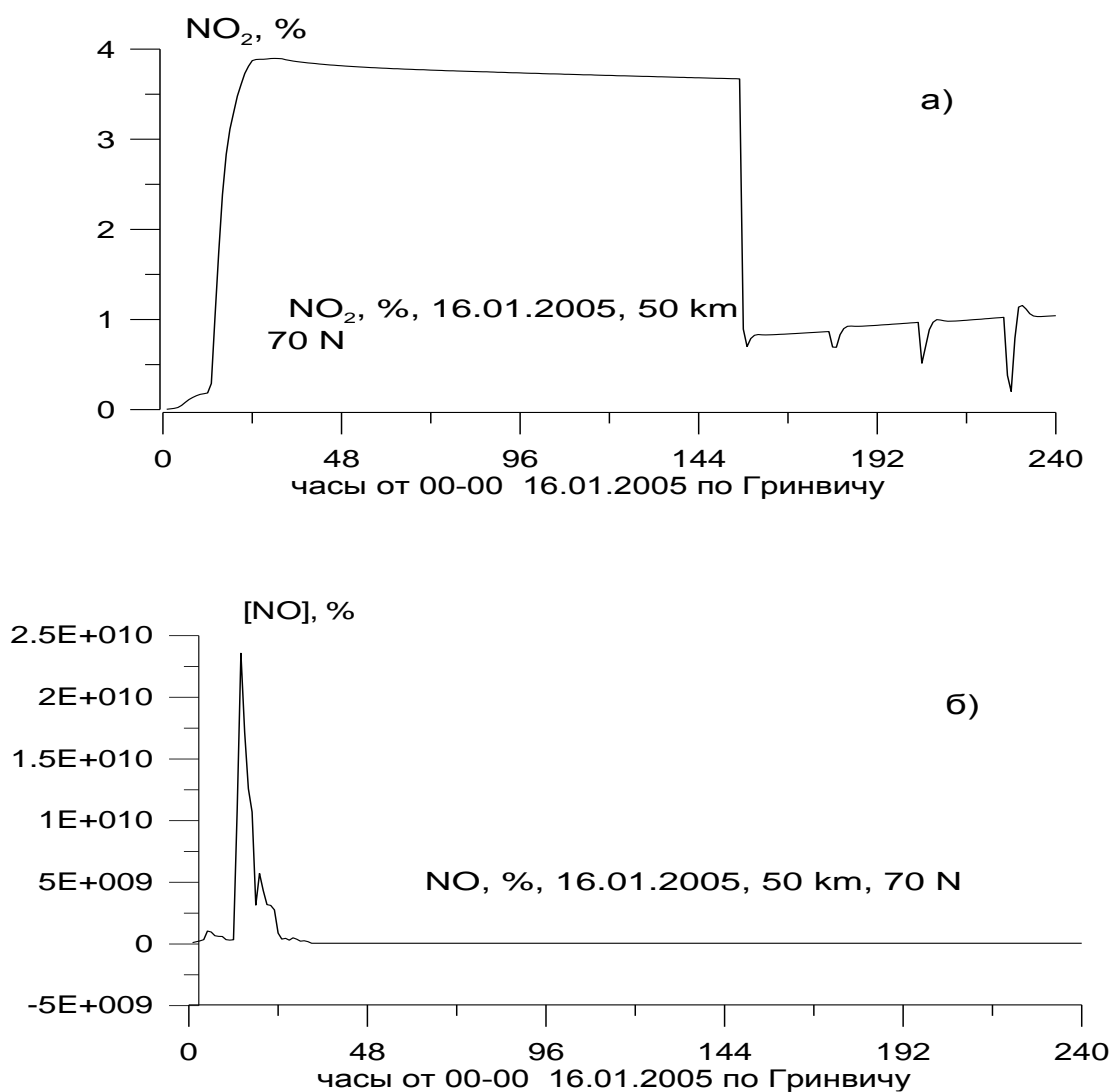 NO₂, %
4
а)
3
2
NO₂, %, 16.01.2005, 50 km
70 N
1
0
0 48 96 144 192 240
часы от 00-00 16.01.2005 по Гринвичу
[NO], %
2.5E+010
2E+010
б)
1.5E+010
1E+010
5E+009
NO, %, 16.01.2005, 50 km, 70 N
0
-5E+009
0 48 96 144 192 240
часы от 00-00 16.01.2005 по Гринвичу